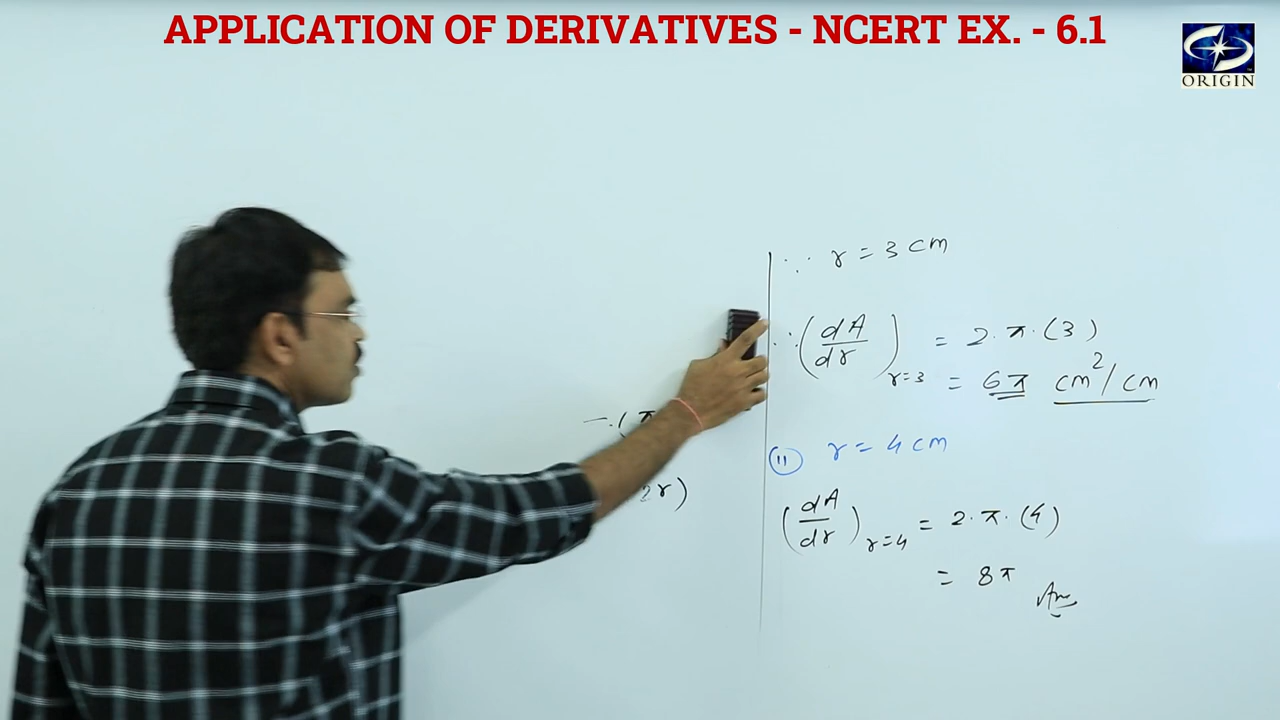 APPLICATION OF DERIVATIVES - NCERT EX. - 6.1
ORIGIN
2r)
∵ r = 3 cm
∴ (dA/dr)r=3 = 2·π·(3)
= 6π cm²/cm
(ii) r = 4 cm
(dA/dr)r=4 = 2·π·(4)
= 8π
Ans